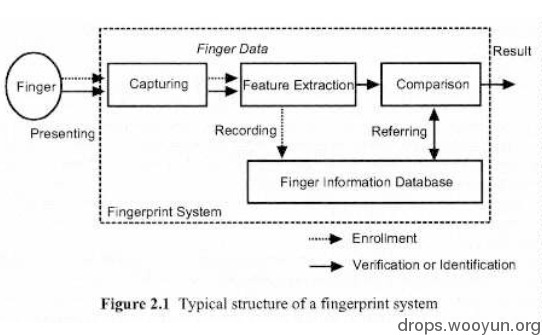 Finger Data
Result
Finger
Capturing
Feature Extraction
Comparison
Presenting
Recording
Referring
Finger Information Database
Fingerprint System
Enrollment
Verification or Identification
Figure 2.1 Typical structure of a fingerprint system
drops.wooyun.org